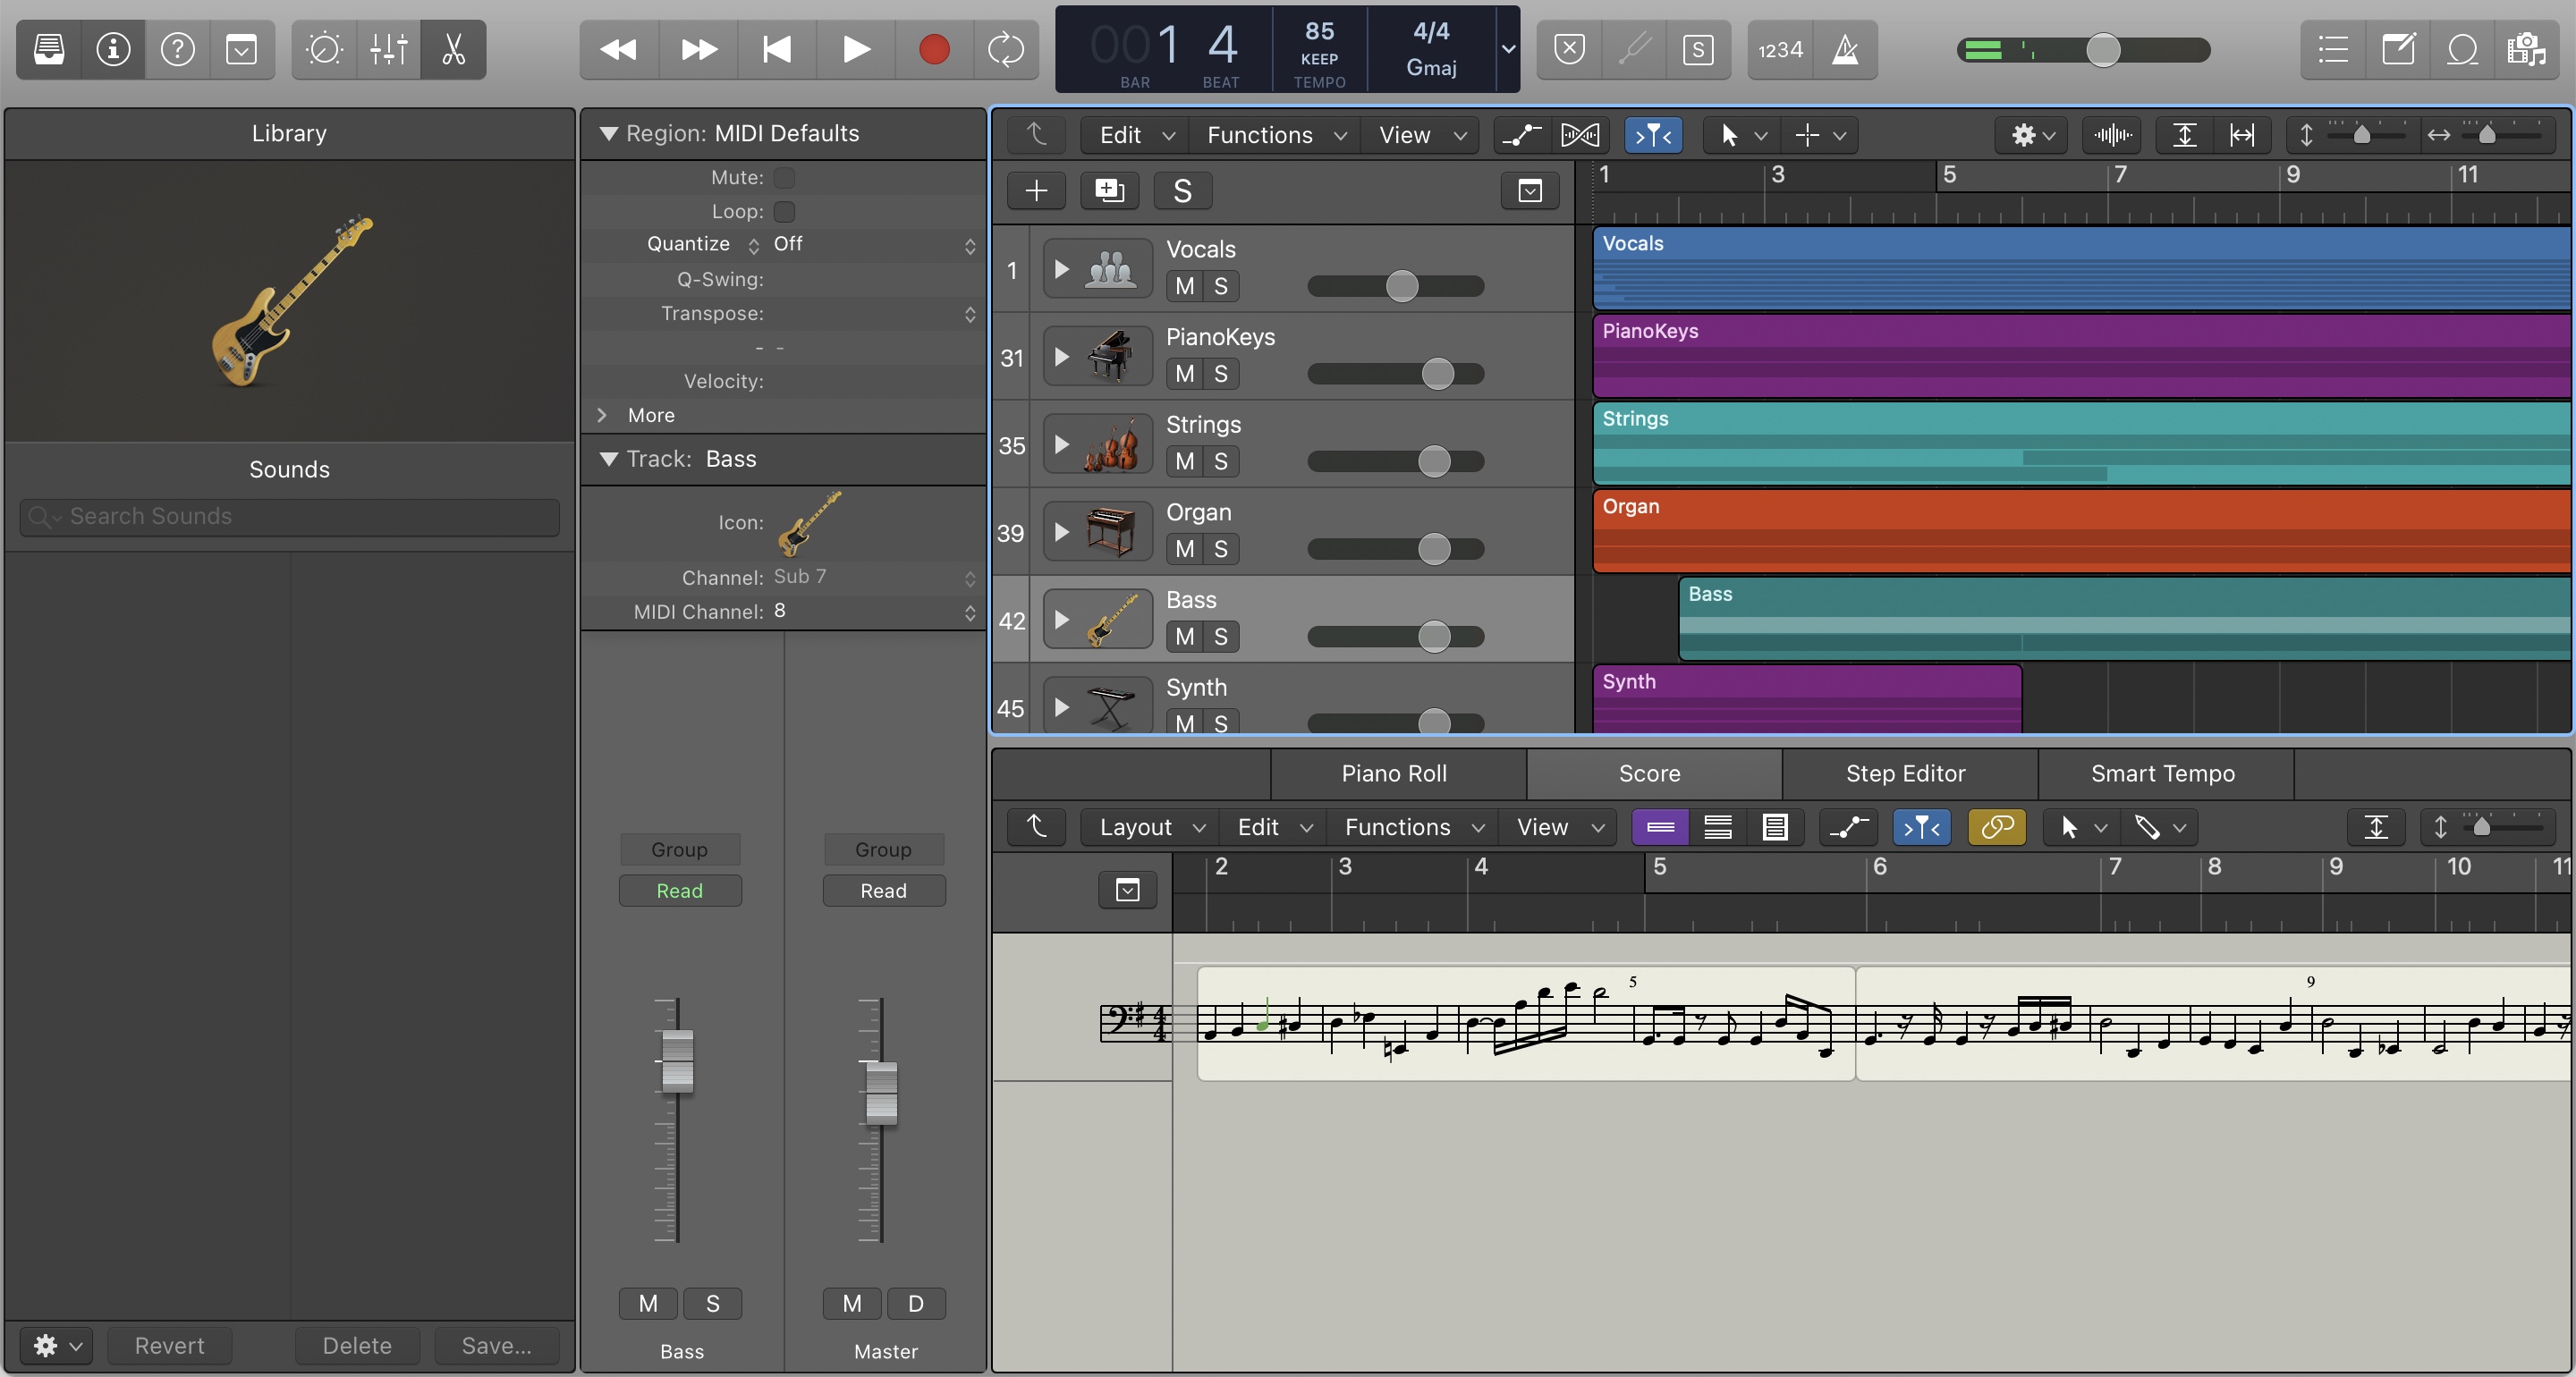 001 4 85 4/4
KEEP Gmaj
BAR BEAT TEMPO
S
1234
Library
Sounds
Search Sounds
Revert Delete Save...
Region: MIDI Defaults
Mute:
Loop:
Quantize Off
Q-Swing:
Transpose:
- -
Velocity:
More
Track: Bass
Icon:
Channel: Sub 7
MIDI Channel: 8
Group Group
Read Read
M S M D
Bass Master
Edit Functions View
S
1 3 5 7 9 11
1 Vocals
M S
31 PianoKeys
M S
35 Strings
M S
39 Organ
M S
42 Bass
M S
45 Synth
M S
Vocals
PianoKeys
Strings
Organ
Bass
Synth
Piano Roll Score Step Editor Smart Tempo
Layout Edit Functions View
2 3 4 5 6 7 8 9 10 11
5 9
4
4